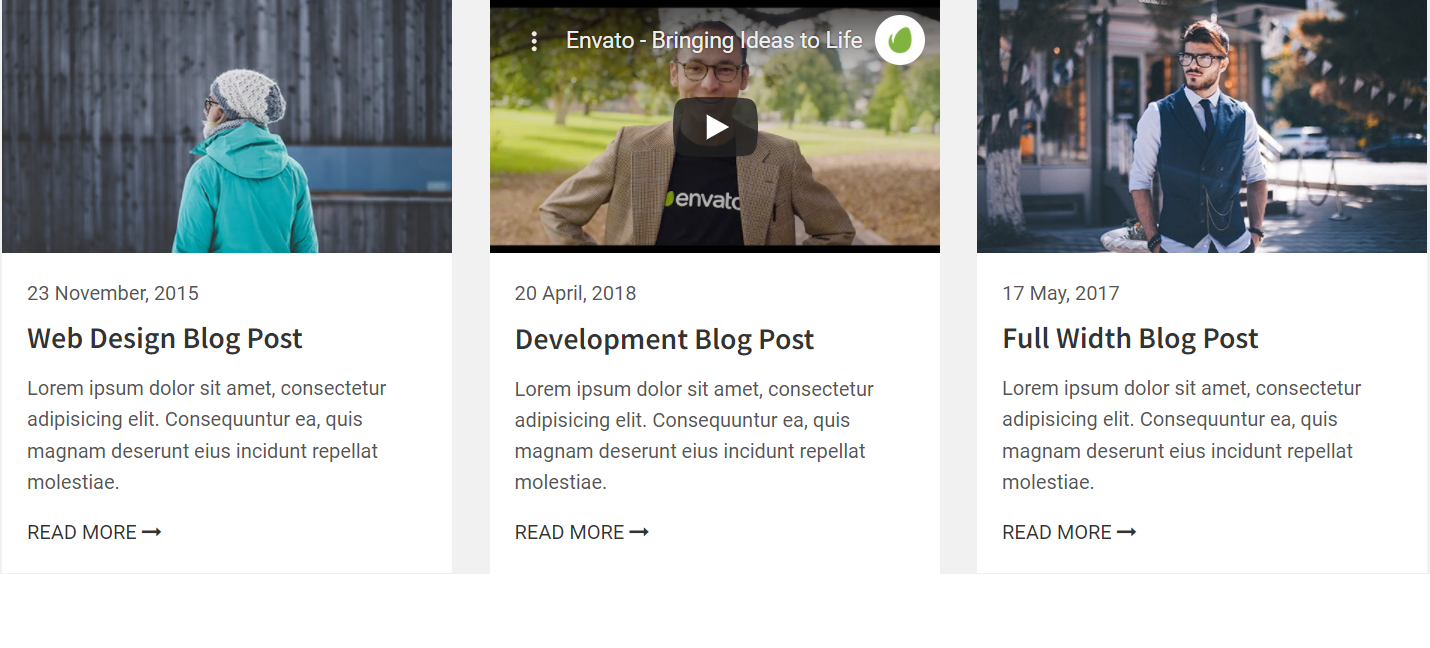 Envato - Bringing Ideas to Life
envato
23 November, 2015
Web Design Blog Post
Lorem ipsum dolor sit amet, consectetur
adipisicing elit. Consequuntur ea, quis
magnam deserunt eius incidunt repellat
molestiae.
READ MORE
20 April, 2018
Development Blog Post
Lorem ipsum dolor sit amet, consectetur
adipisicing elit. Consequuntur ea, quis
magnam deserunt eius incidunt repellat
molestiae.
READ MORE
17 May, 2017
Full Width Blog Post
Lorem ipsum dolor sit amet, consectetur
adipisicing elit. Consequuntur ea, quis
magnam deserunt eius incidunt repellat
molestiae.
READ MORE